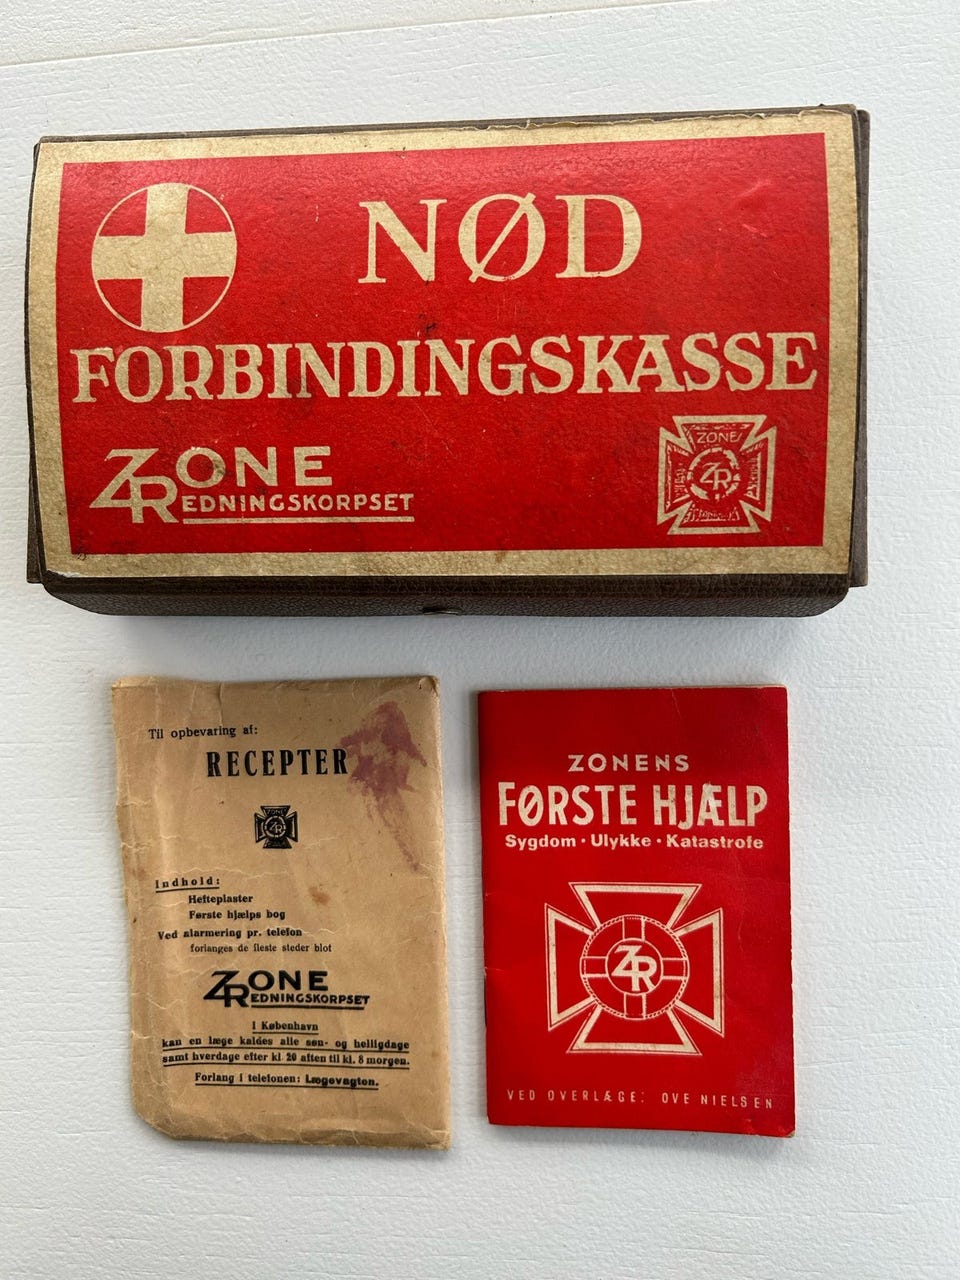 NØD
FORBINDINGSKASSE
ZONE
REDNINGSKORPSET
ZONE
ZR
Til opbevaring af:
RECEPTER
ZONE
ZR
Indhold:
Hefteplaster
Første hjælps bog
Ved alarmering pr. telefon
forlanges de fleste steder blot
ZONE
REDNINGSKORPSET
I København
kan en læge kaldes alle søn- og helligdage
samt hverdage efter kl. 20 aften til kl. 8 morgen.
Forlang i telefonen: Lægevagten.
ZONENS
FØRSTE HJÆLP
Sygdom · Ulykke · Katastrofe
ZR
VED OVERLÆGE: OVE NIELSEN